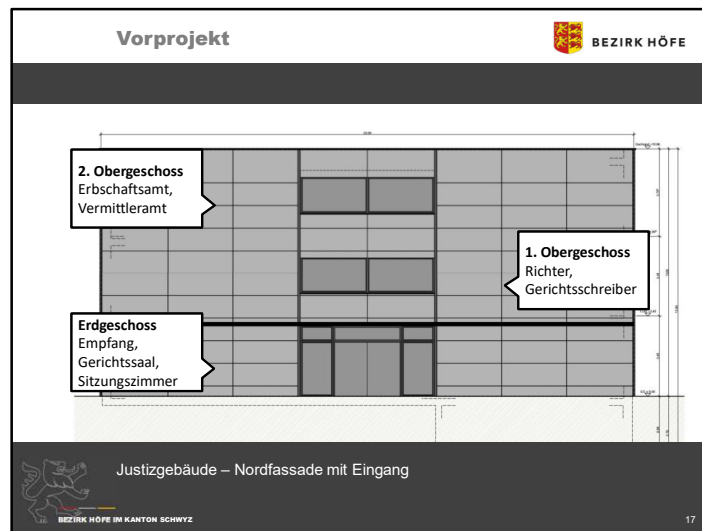 Vorprojekt
BEZIRK HÖFE
2. Obergeschoss
Erbschaftsamt,
Vermittleramt
1. Obergeschoss
Richter,
Gerichtsschreiber
Erdgeschoss
Empfang,
Gerichtssaal,
Sitzungszimmer
Justizgebäude – Nordfassade mit Eingang
BEZIRK HÖFE IM KANTON SCHWYZ
17